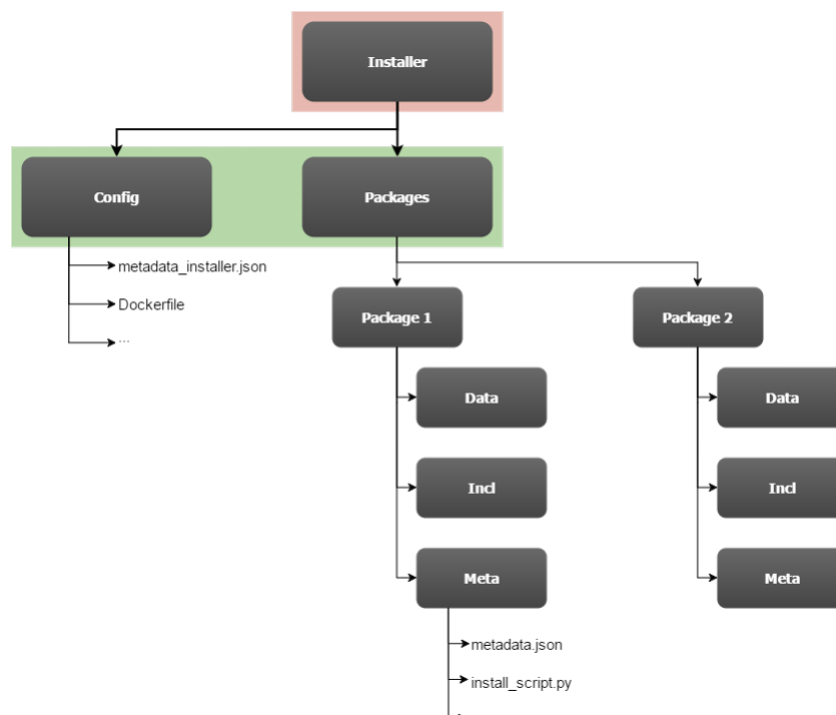 Installer
Config
Packages
metadata_installer.json
Dockerfile
...
Package 1
Package 2
Data
Data
Incl
Incl
Meta
Meta
metadata.json
install_script.py